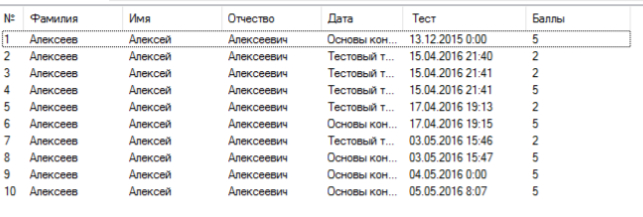 № Фамилия Имя Отчество Дата Тест Баллы
1 Алексеев Алексей Алексеевич Основы кон... 13.12.2015 0:00 5
2 Алексеев Алексей Алексеевич Тестовый т... 15.04.2016 21:40 2
3 Алексеев Алексей Алексеевич Тестовый т... 15.04.2016 21:41 2
4 Алексеев Алексей Алексеевич Тестовый т... 15.04.2016 21:41 2
5 Алексеев Алексей Алексеевич Тестовый т... 17.04.2016 19:13 2
6 Алексеев Алексей Алексеевич Основы кон... 17.04.2016 19:15 5
7 Алексеев Алексей Алексеевич Тестовый т... 03.05.2016 15:46 2
8 Алексеев Алексей Алексеевич Основы кон... 03.05.2016 15:47 5
9 Алексеев Алексей Алексеевич Основы кон... 04.05.2016 0:00 5
10 Алексеев Алексей Алексеевич Основы кон... 05.05.2016 8:07 5